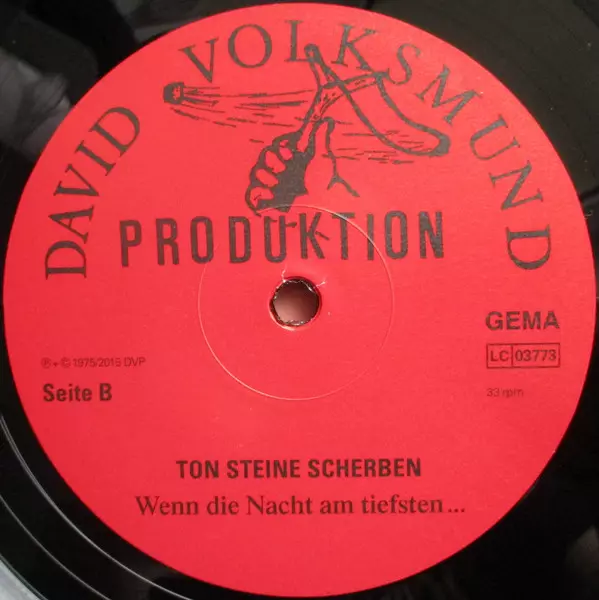 DAVID VOLKSMUND
PRODUKTION
GEMA
LC 03773
℗+© 1975/2015 DVP
Seite B
33 rpm
TON STEINE SCHERBEN
Wenn die Nacht am tiefsten...